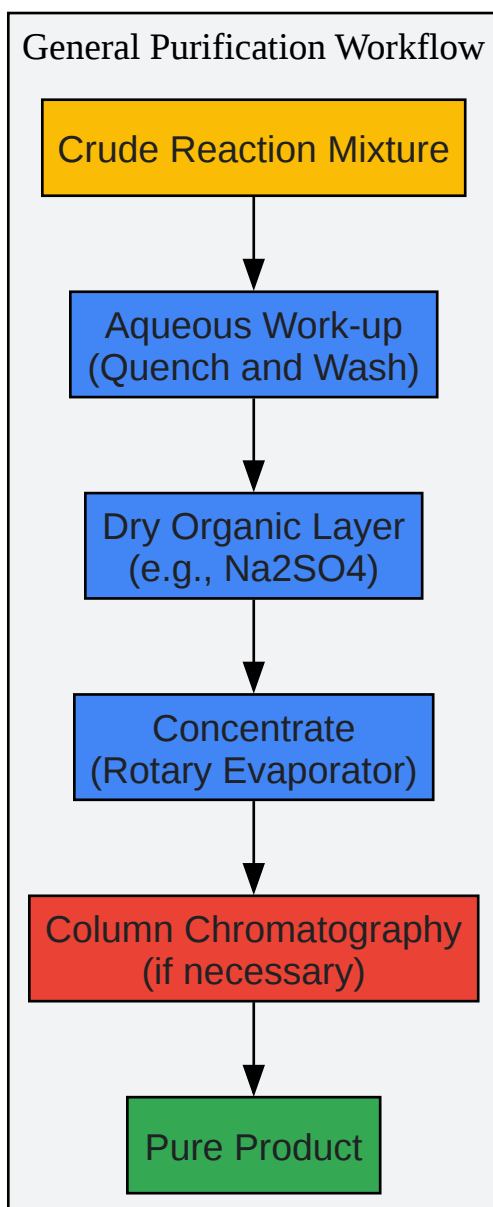 General Purification Workflow
Crude Reaction Mixture
Aqueous Work-up
(Quench and Wash)
Dry Organic Layer
(e.g., Na2SO4)
Concentrate
(Rotary Evaporator)
Column Chromatography
(if necessary)
Pure Product